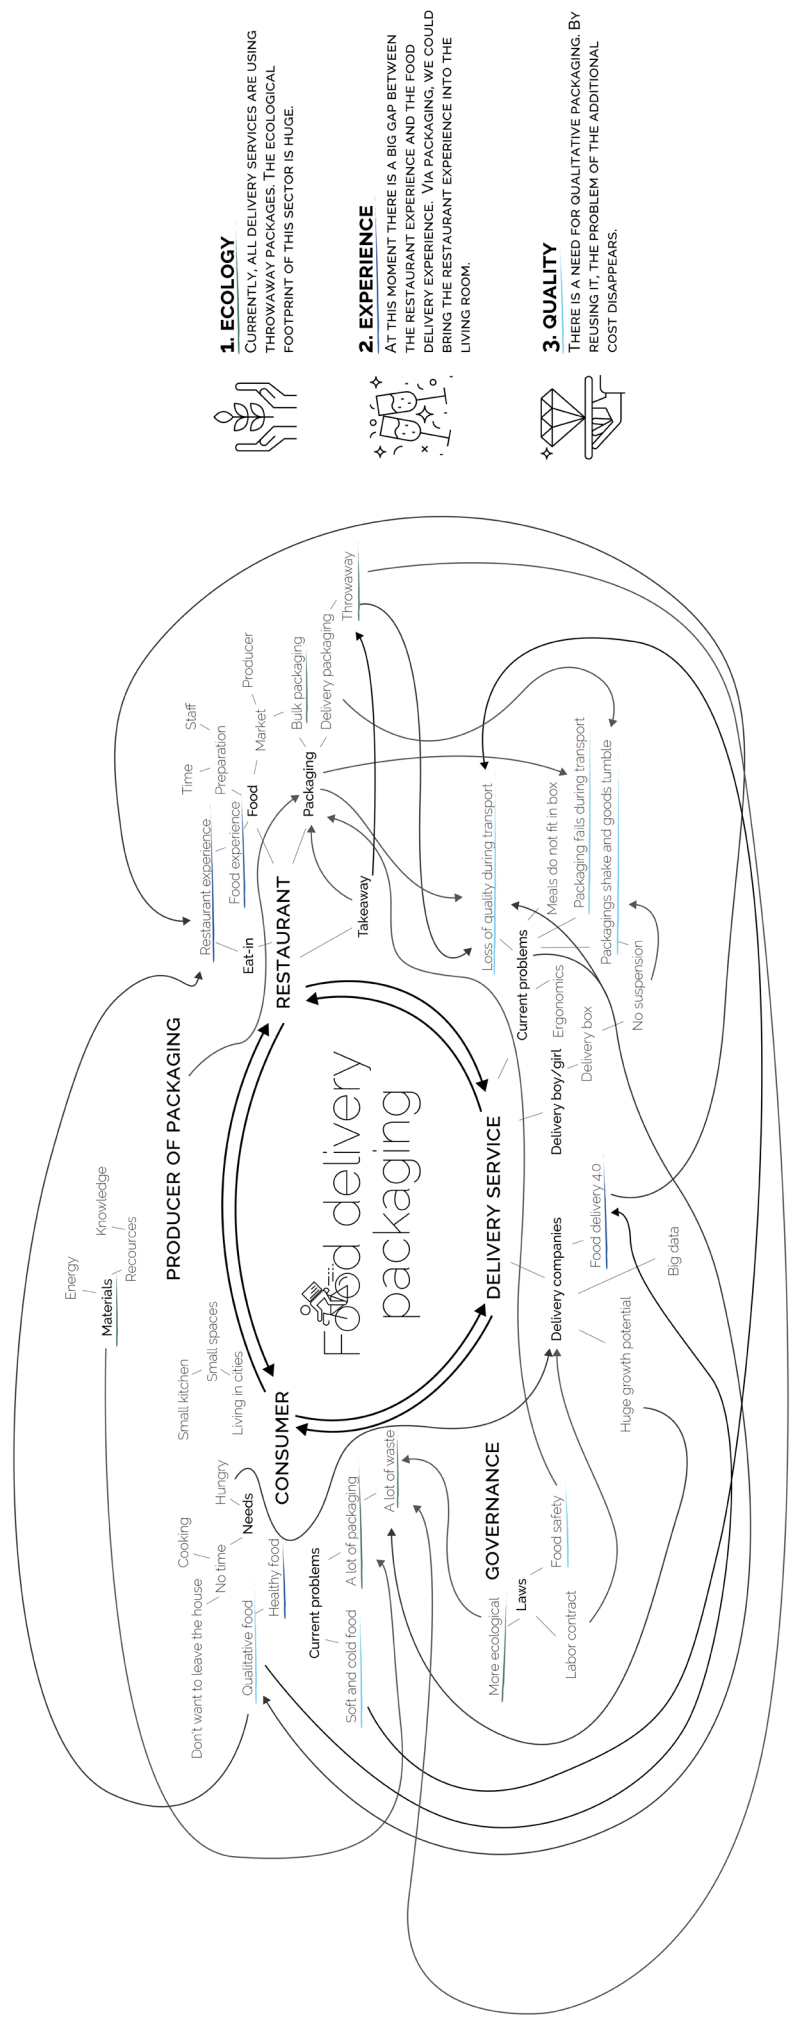 PRODUCER OF PACKAGING
Materials
Energy
Recources
Knowledge
CONSUMER
Living in cities
Small spaces
Small kitchen
Needs
Hungry
No time
Cooking
Don't want to leave the house
Qualitative food
Healthy food
Current problems
Soft and cold food
A lot of packaging
A lot of waste
GOVERNANCE
Laws
More ecological
Labor contract
Food safety
Food delivery
packaging
DELIVERY SERVICE
Delivery companies
Food delivery 4.0
Big data
Huge growth potential
Delivery boy/girl
Ergonomics
Delivery box
No suspension
Current problems
Loss of quality during transport
Meals do not fit in box
Packaging falls during transport
Packagings shake and goods tumble
RESTAURANT
Eat-in
Restaurant experience
Food experience
Food
Preparation
Time
Staff
Market
Producer
Packaging
Bulk packaging
Delivery packaging
Throwaway
Takeaway
1. ECOLOGY
Currently, all delivery services are using
throwaway packages. The ecological
footprint of this sector is huge.
2. EXPERIENCE
At this moment there is a big gap between
the restaurant experience and the food
delivery experience. Via packaging, we could
bring the restaurant experience into the
living room.
3. QUALITY
There is a need for qualitative packaging. By
reusing it, the problem of the additional
cost disappears.